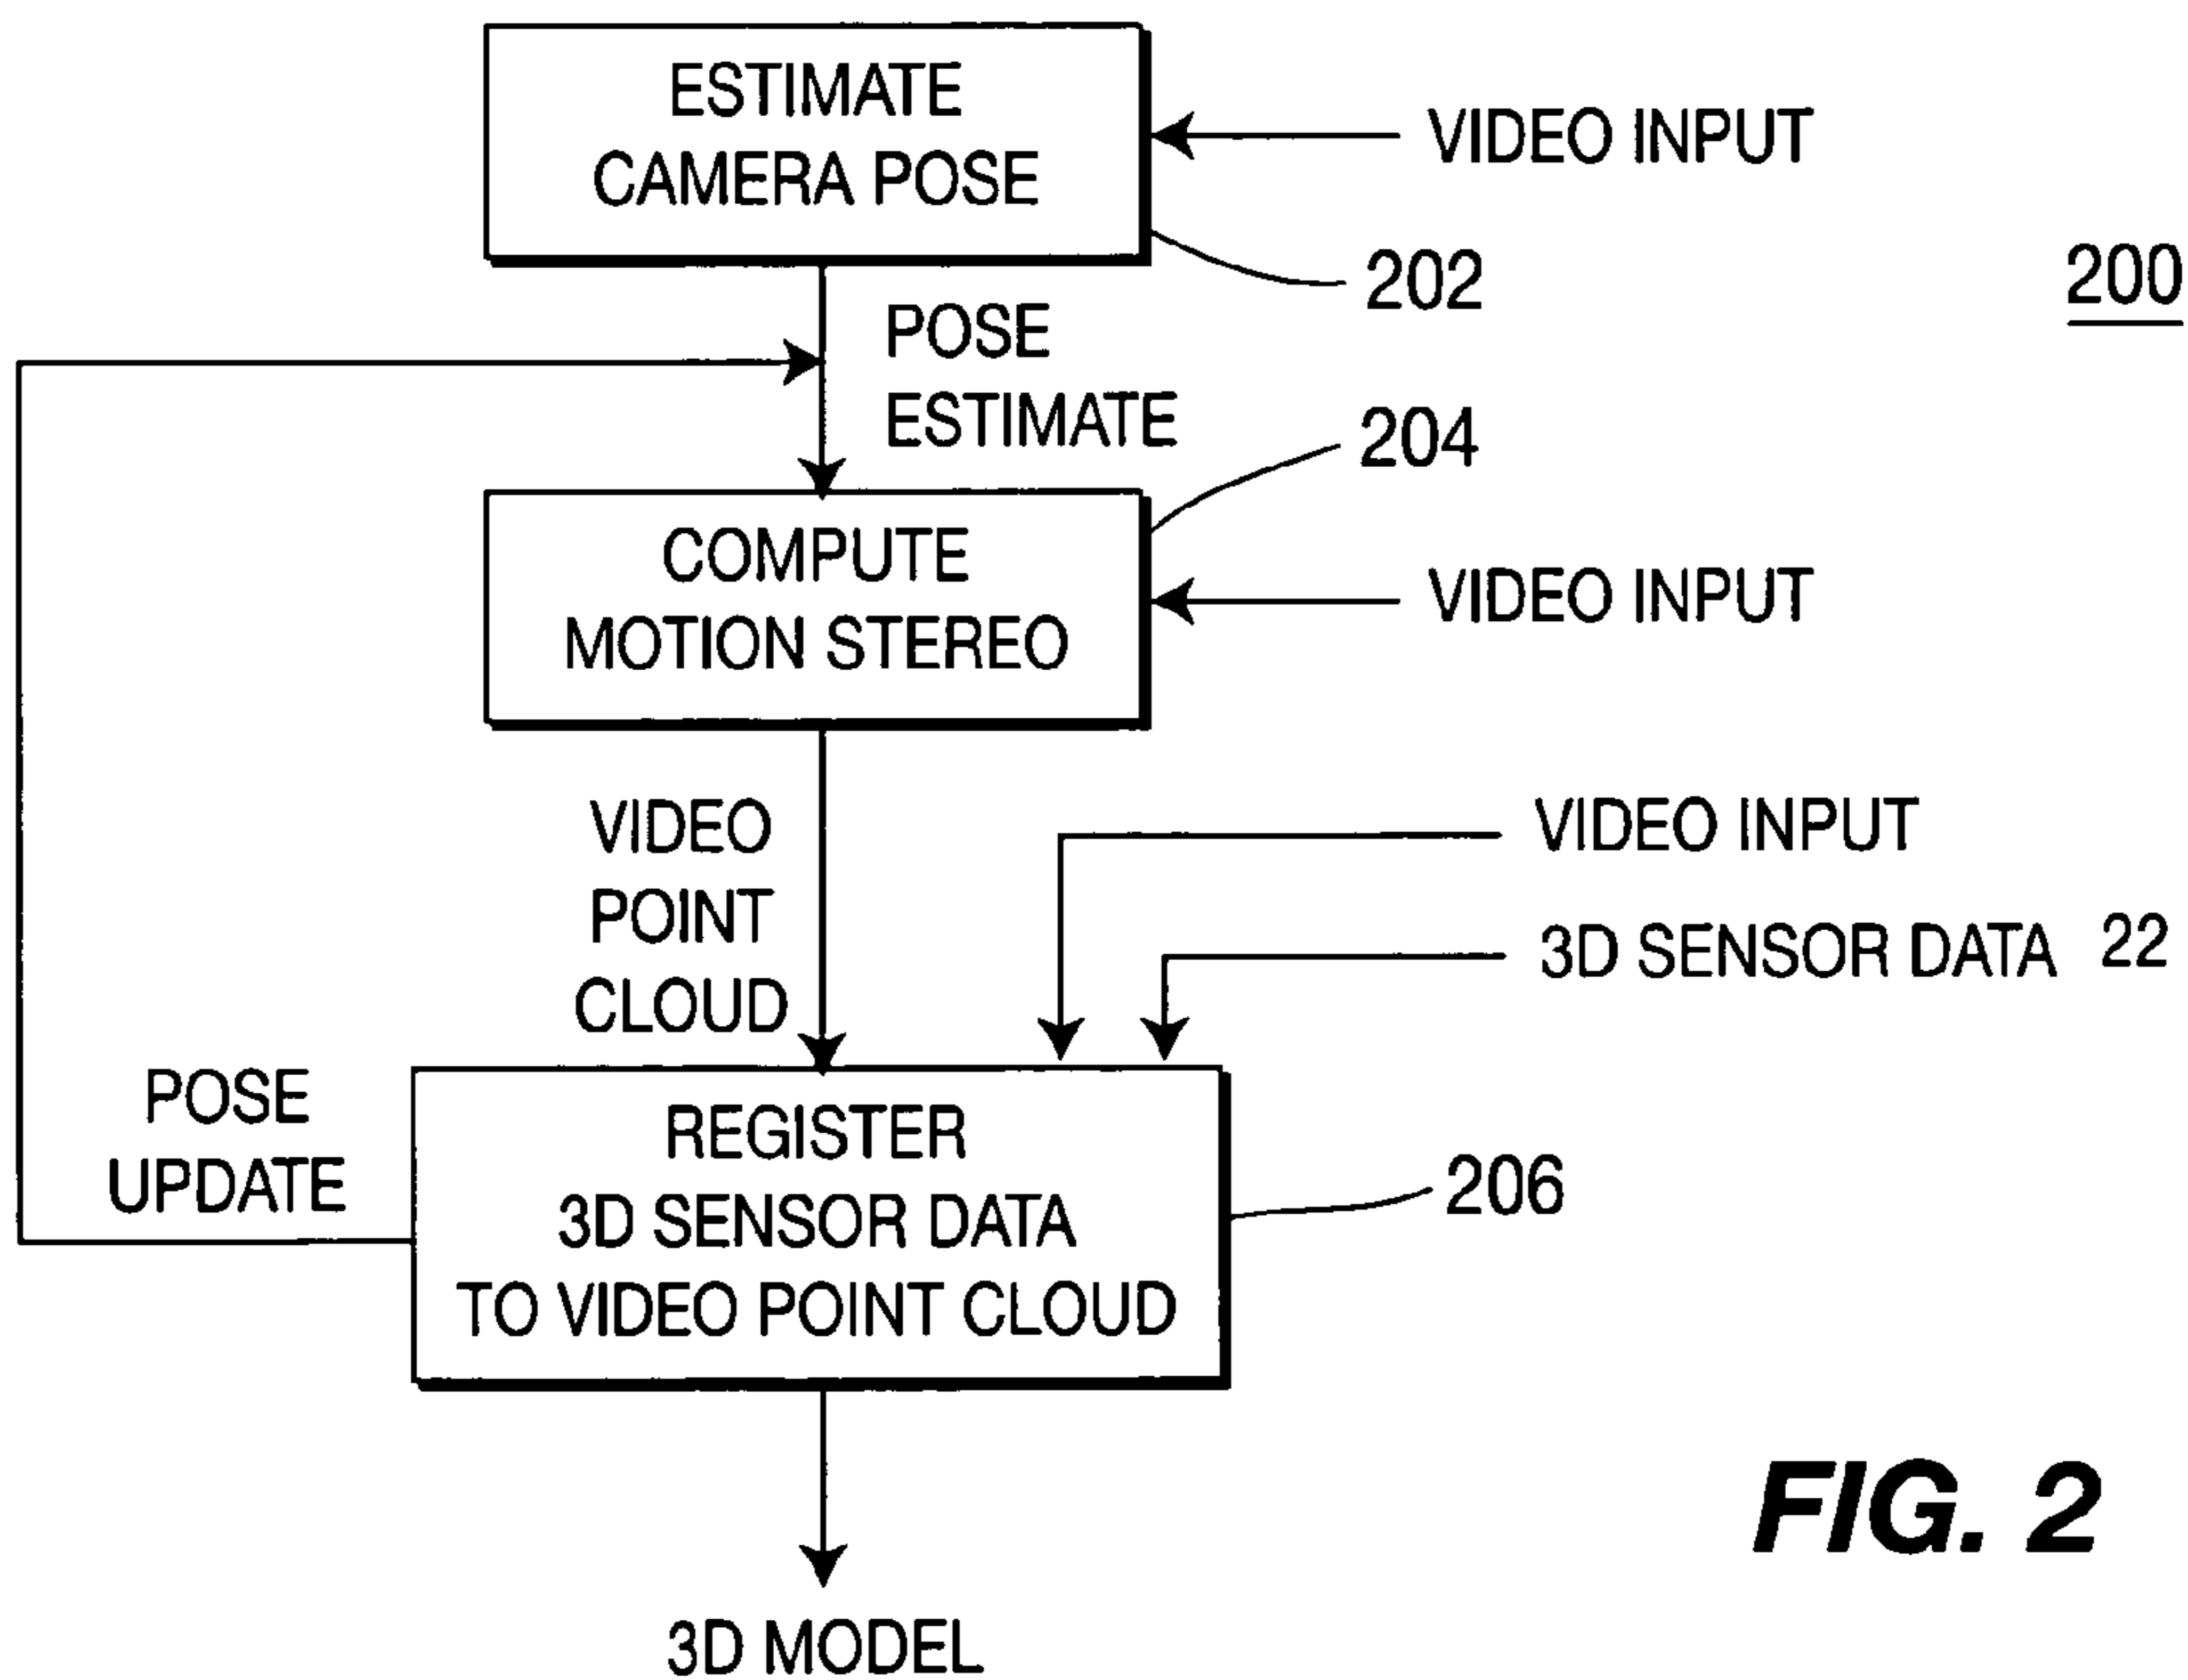 ESTIMATE
CAMERA POSE
VIDEO INPUT
202
200
POSE
ESTIMATE
204
COMPUTE
MOTION STEREO
VIDEO INPUT
VIDEO
POINT
CLOUD
VIDEO INPUT
3D SENSOR DATA 22
POSE
UPDATE
REGISTER
3D SENSOR DATA
TO VIDEO POINT CLOUD
206
3D MODEL
FIG. 2